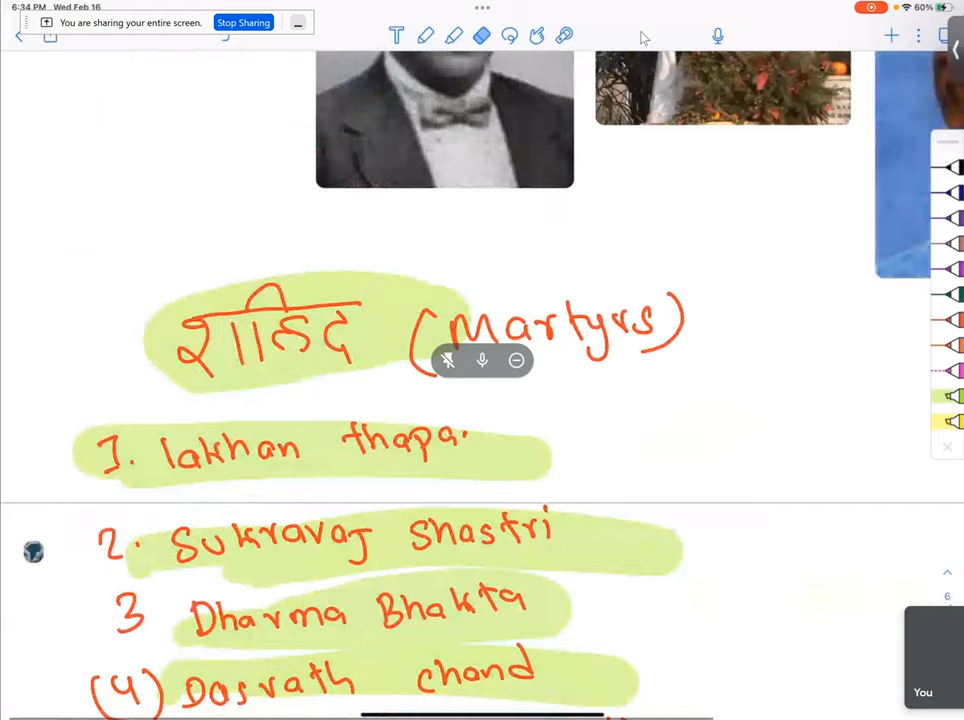 6:34 PM Wed Feb 16
60%
You are sharing your entire screen.
Stop Sharing
शालिद (Martyrs)
1. lakhan thapa.
2. Sukravaj Shastri
3 Dharma Bhakta
6
(4) Dasrath chand
You